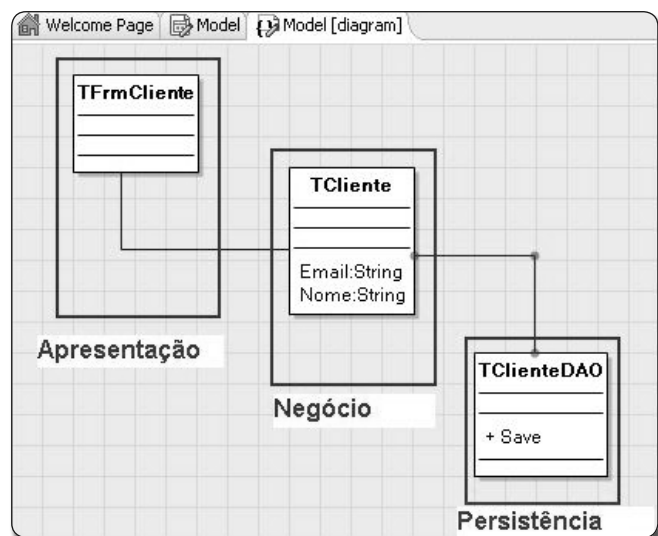 Welcome Page
Model
Model [diagram]
TFrmCliente
Apresentação
TCliente
Email:String
Nome:String
Negócio
TClienteDAO
+ Save
Persistência